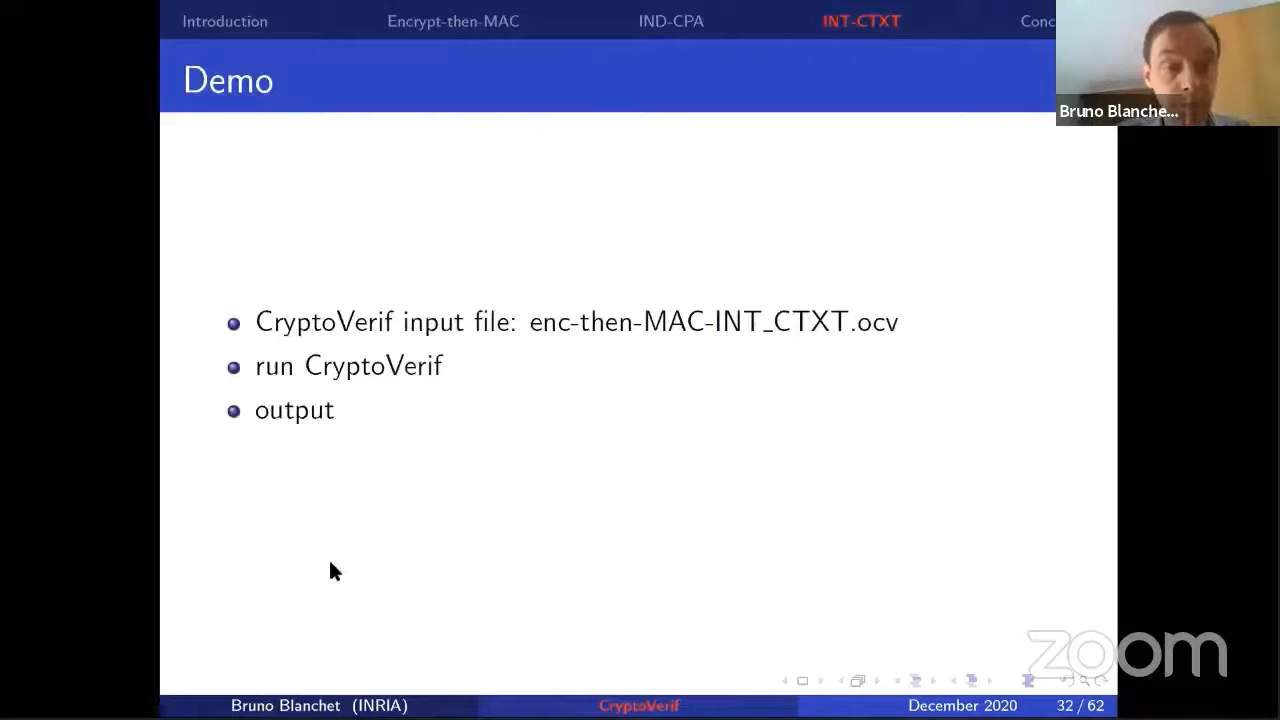 Introduction Encrypt-then-MAC IND-CPA INT-CTXT Conc
Demo
Bruno Blanche...
CryptoVerif input file: enc-then-MAC-INT_CTXT.ocv
run CryptoVerif
output
zoom
Bruno Blanchet (INRIA) CryptoVerif December 2020 32 / 62